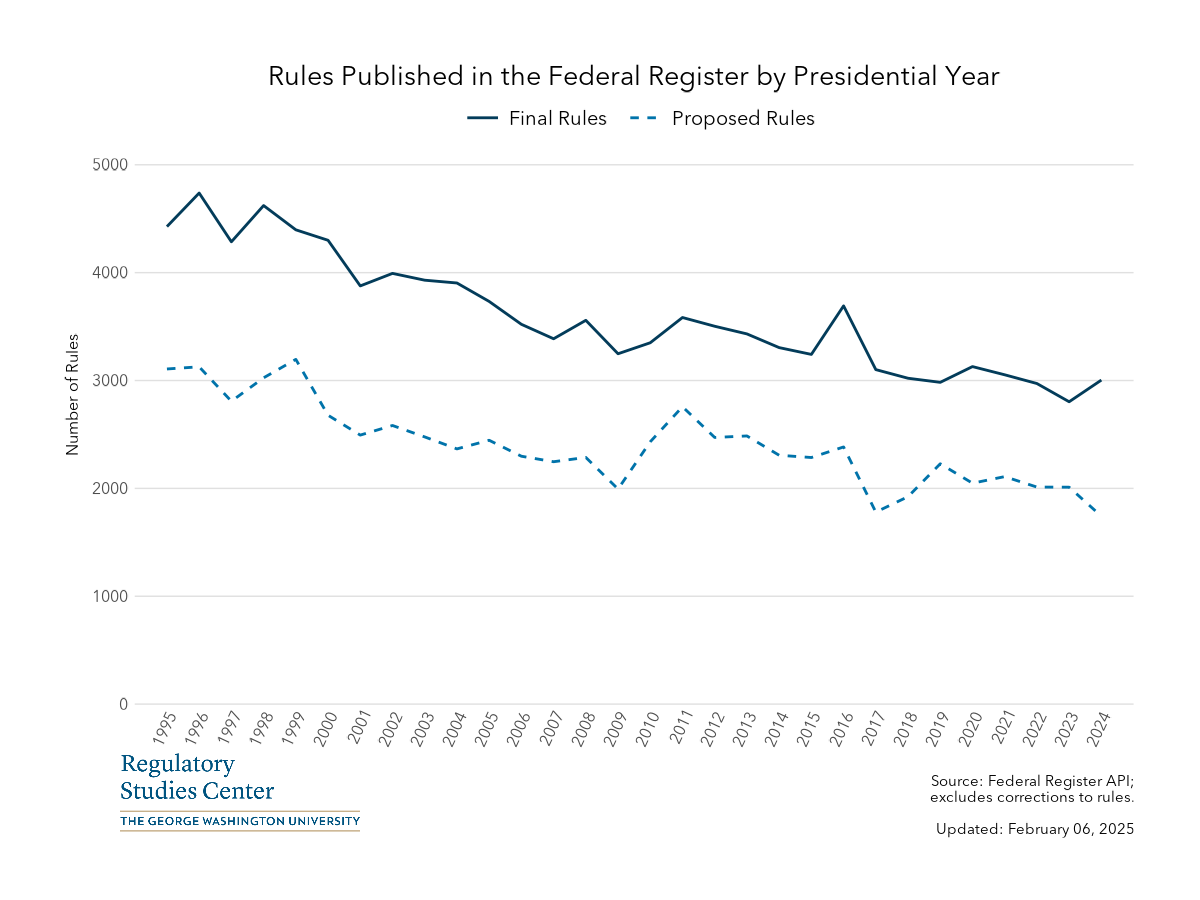 Rules Published in the Federal Register by Presidential Year
Final Rules Proposed Rules
5000
4000
3000
2000
1000
0
Number of Rules
1995 1996 1997 1998 1999 2000 2001 2002 2003 2004 2005 2006 2007 2008 2009 2010 2011 2012 2013 2014 2015 2016 2017 2018 2019 2020 2021 2022 2023 2024
Regulatory
Studies Center
THE GEORGE WASHINGTON UNIVERSITY
Source: Federal Register API;
excludes corrections to rules.
Updated: February 06, 2025